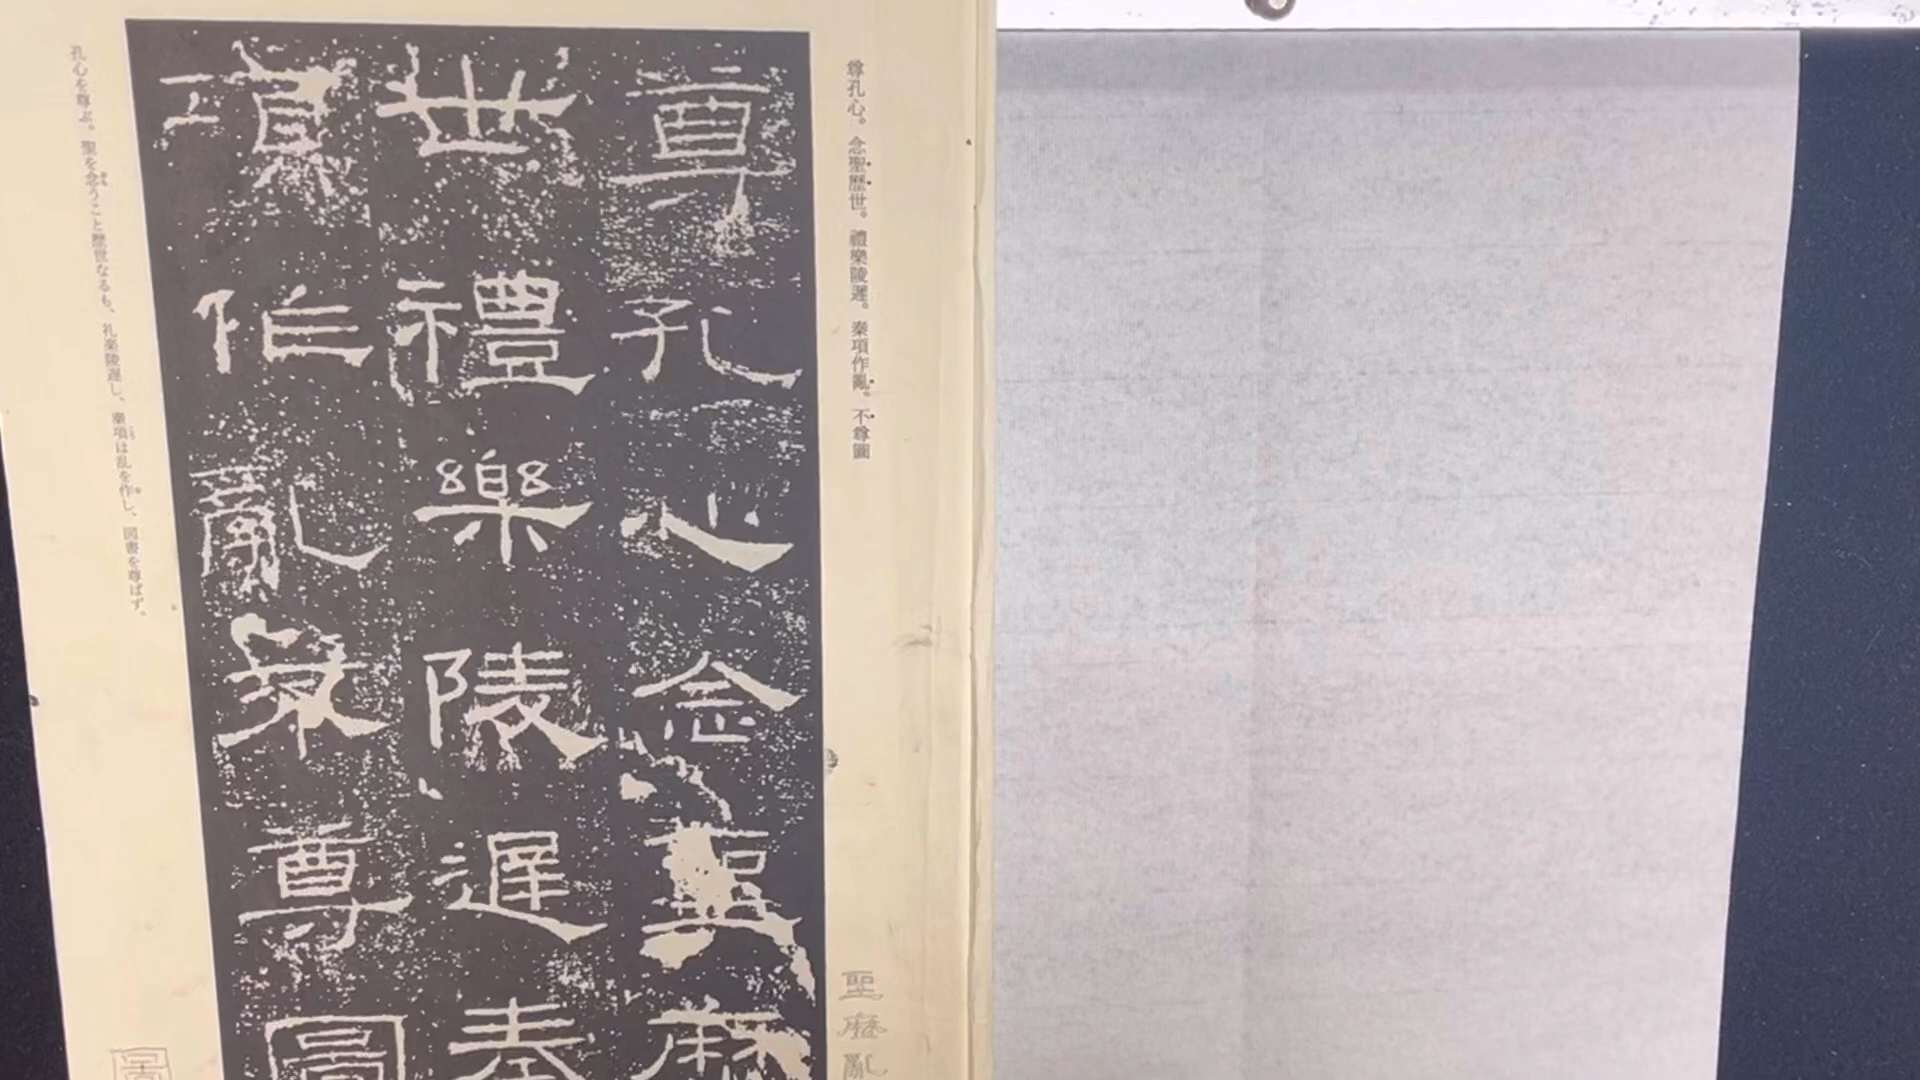 尊孔心。念聖歷世。禮樂陵遲。秦項作亂。不尊圖
尊孔心念聖歷
世禮樂陵遲秦
項作亂不尊圖
孔心を尊ぶ。聖を念うこと歴世なるも、礼楽陵遅し、秦項は乱を作し、図書を尊ばず。
聖
歷
亂
圖